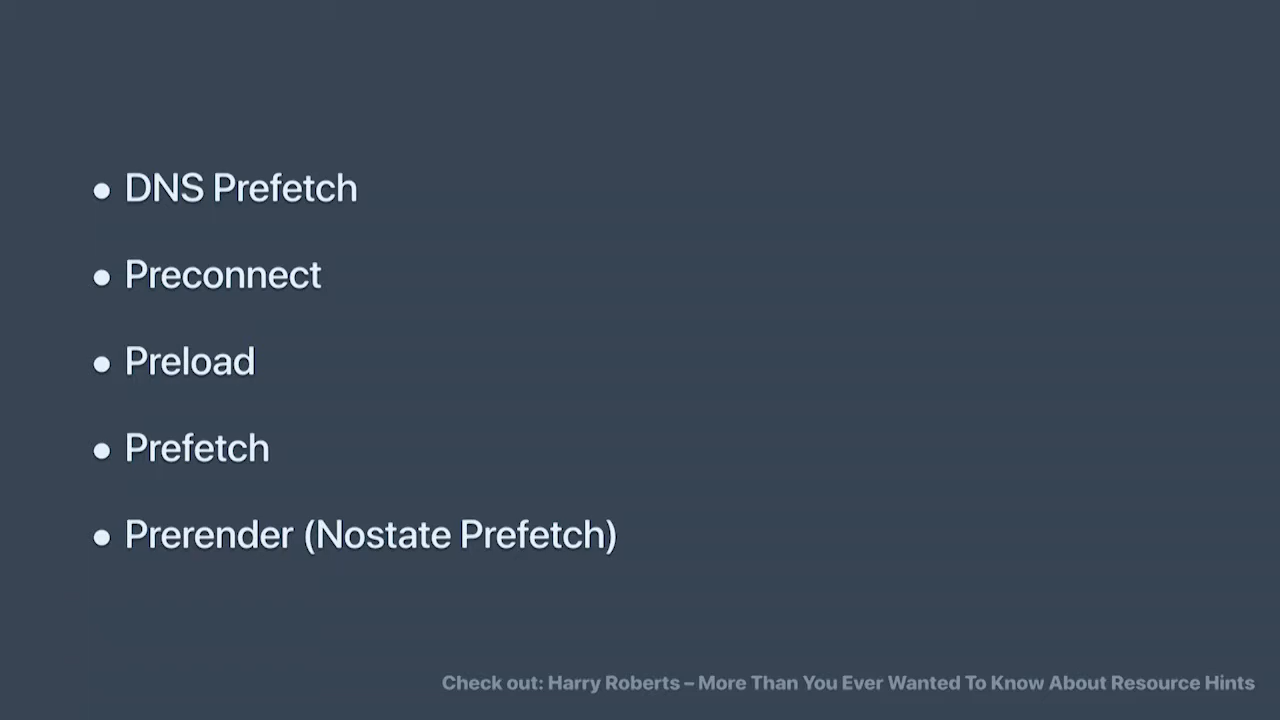 • DNS Prefetch
• Preconnect
• Preload
• Prefetch
• Prerender (Nostate Prefetch)
Check out: Harry Roberts – More Than You Ever Wanted To Know About Resource Hints